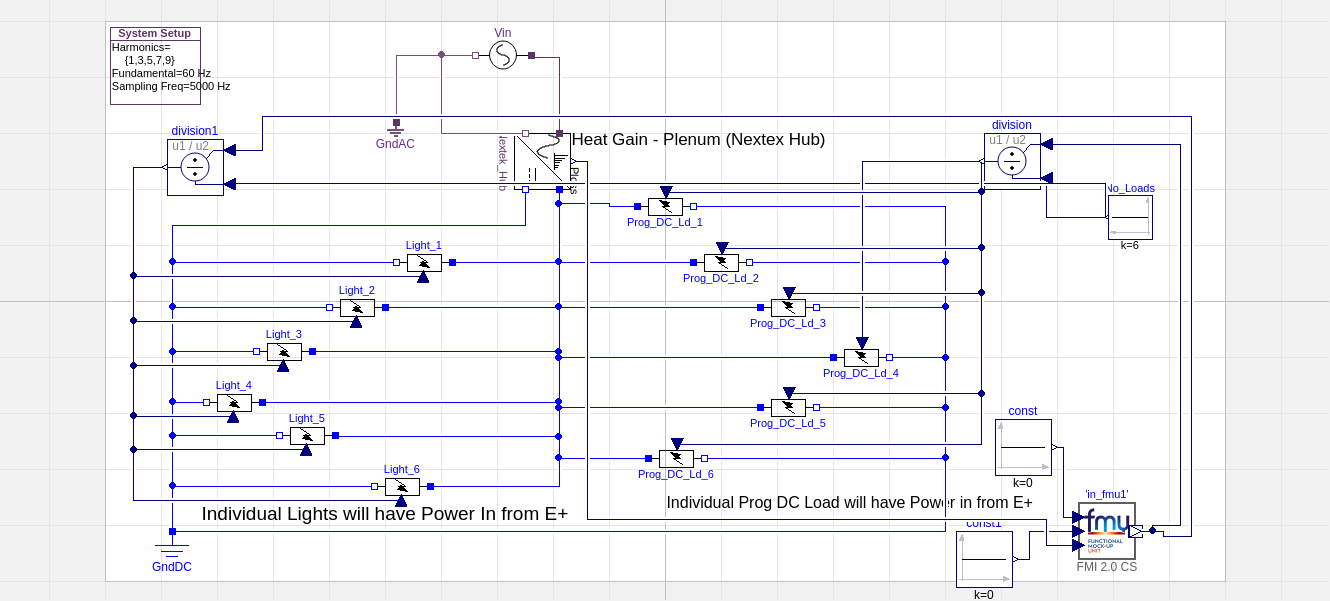 System Setup
Harmonics=
{1,3,5,7,9}
Fundamental=60 Hz
Sampling Freq=5000 Hz
Vin
GndAC
division1
u1 / u2
Heat Gain - Plenum (Nextex Hub)
division
u1 / u2
No_Loads
k=6
Prog_DC_Ld_1
Light_1
Prog_DC_Ld_2
Light_2
Prog_DC_Ld_3
Light_3
Prog_DC_Ld_4
Light_4
Light_5
Prog_DC_Ld_5
const
k=0
Light_6
Prog_DC_Ld_6
Individual Lights will have Power In from E+
Individual Prog DC Load will have Power in from E+
'in_fmu1'
fmu
FUNCTIONAL
MOCK-UP
UNIT
FMI 2.0 CS
const1
k=0
GndDC